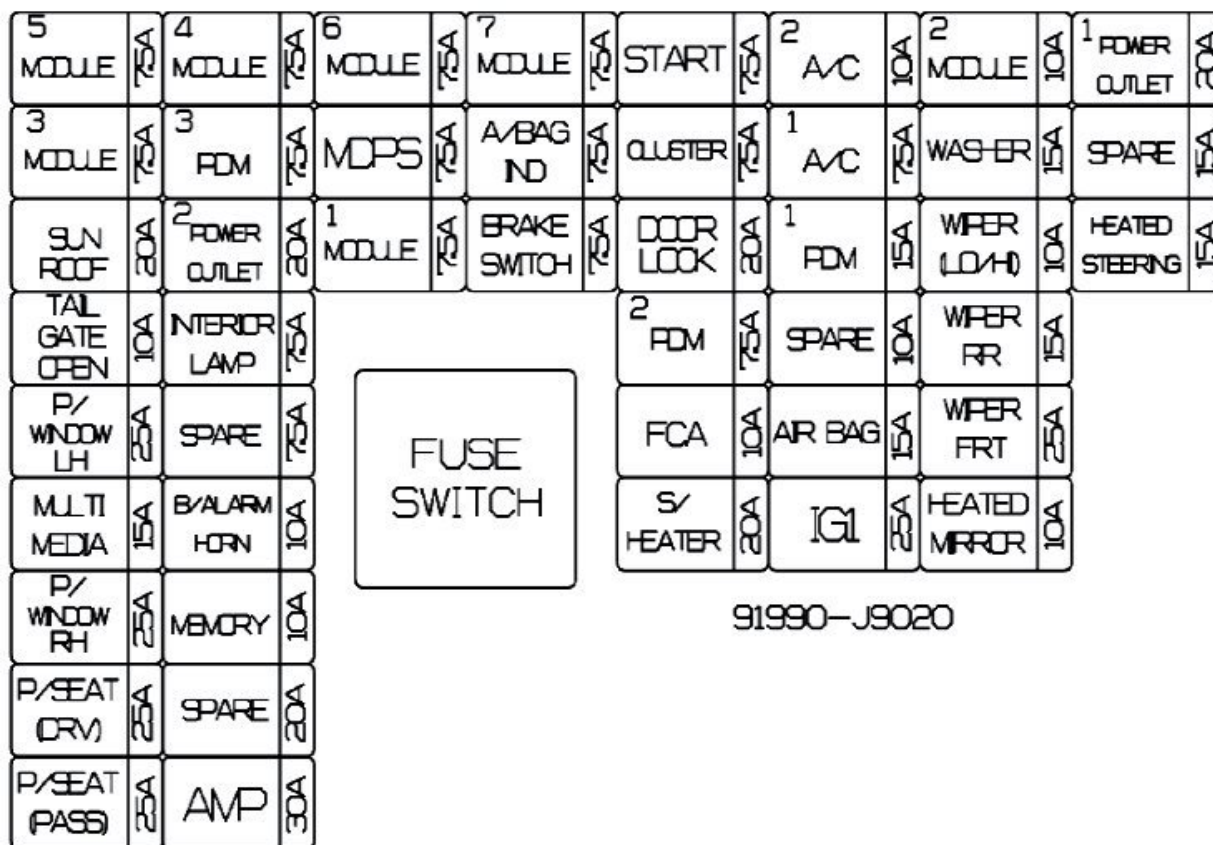 5
MODULE 7.5A
4
MODULE 7.5A
6
MODULE 7.5A
7
MODULE 7.5A
START 7.5A
2
A/C 10A
2
MODULE 10A
1 POWER
OUTLET 20A
3
MODULE 7.5A
3
PDM 7.5A
MDPS 7.5A
A/BAG
IND 7.5A
CLUSTER 7.5A
1
A/C 7.5A
WASHER 15A
SPARE 15A
SUN
ROOF 20A
2 POWER
OUTLET 20A
1
MODULE 7.5A
BRAKE
SWITCH 7.5A
DOOR
LOCK 20A
1
PDM 15A
WIPER
(LO/HI) 10A
HEATED
STEERING 15A
TAIL
GATE
OPEN 10A
INTERIOR
LAMP 7.5A
2
PDM 7.5A
SPARE 10A
WIPER
RR 15A
P/
WINDOW
LH 25A
SPARE 7.5A
FUSE
SWITCH
FCA 10A
AIR BAG 15A
WIPER
FRT 25A
MULTI
MEDIA 15A
B/ALARM
HORN 10A
S/
HEATER 20A
IG1 25A
HEATED
MIRROR 10A
P/
WINDOW
RH 25A
MEMORY 10A
91990-J9020
P/SEAT
(DRV) 25A
SPARE 20A
P/SEAT
(PASS) 25A
AMP 30A